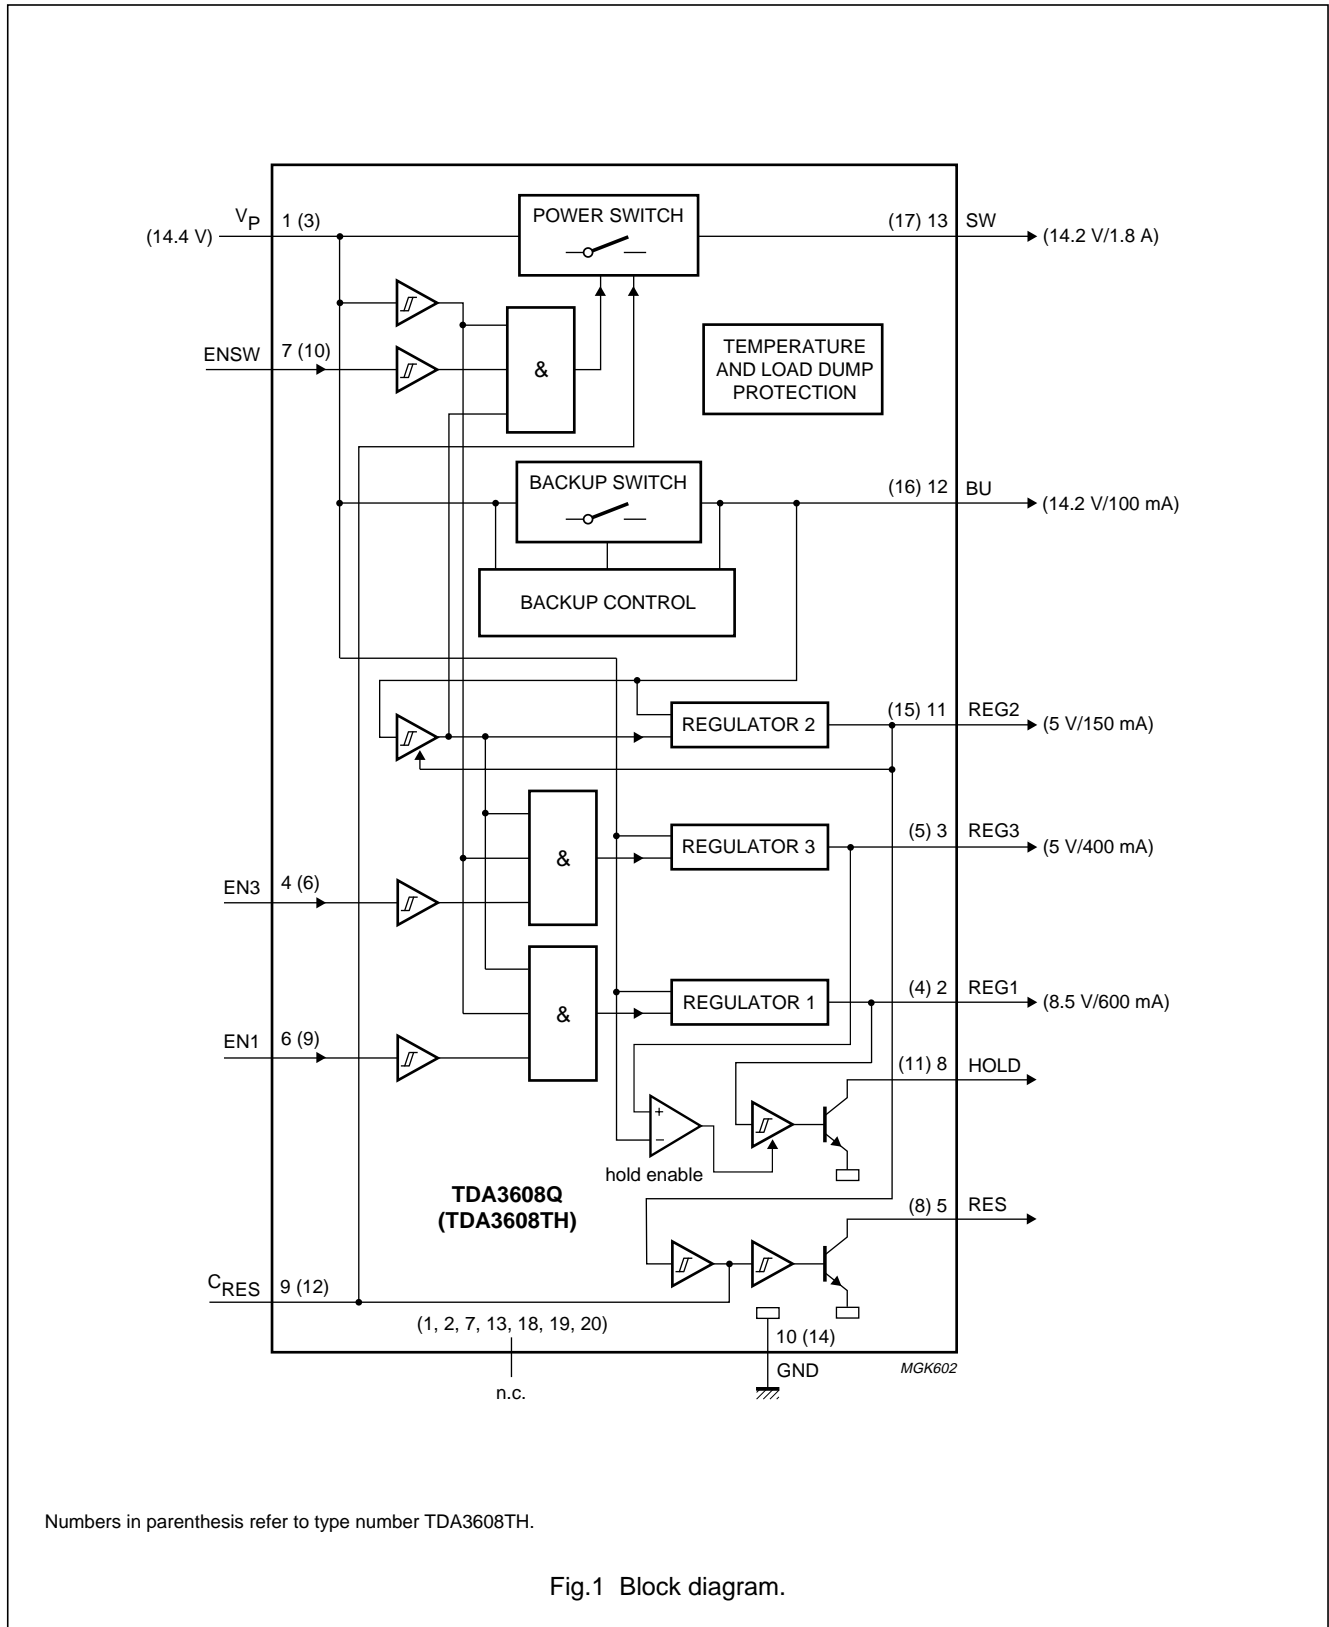 VP 1 (3)
(14.4 V)
POWER SWITCH
(17) 13 SW
(14.2 V/1.8 A)
ENSW 7 (10)
&
TEMPERATURE
AND LOAD DUMP
PROTECTION
BACKUP SWITCH
(16) 12 BU
(14.2 V/100 mA)
BACKUP CONTROL
REGULATOR 2
(15) 11 REG2
(5 V/150 mA)
&
REGULATOR 3
(5) 3 REG3
(5 V/400 mA)
EN3 4 (6)
&
REGULATOR 1
(4) 2 REG1
(8.5 V/600 mA)
EN1 6 (9)
(11) 8 HOLD
+
−
hold enable
TDA3608Q
(TDA3608TH)
(8) 5 RES
CRES 9 (12)
(1, 2, 7, 13, 18, 19, 20)
n.c.
10 (14)
GND
MGK602
Numbers in parenthesis refer to type number TDA3608TH.
Fig.1 Block diagram.